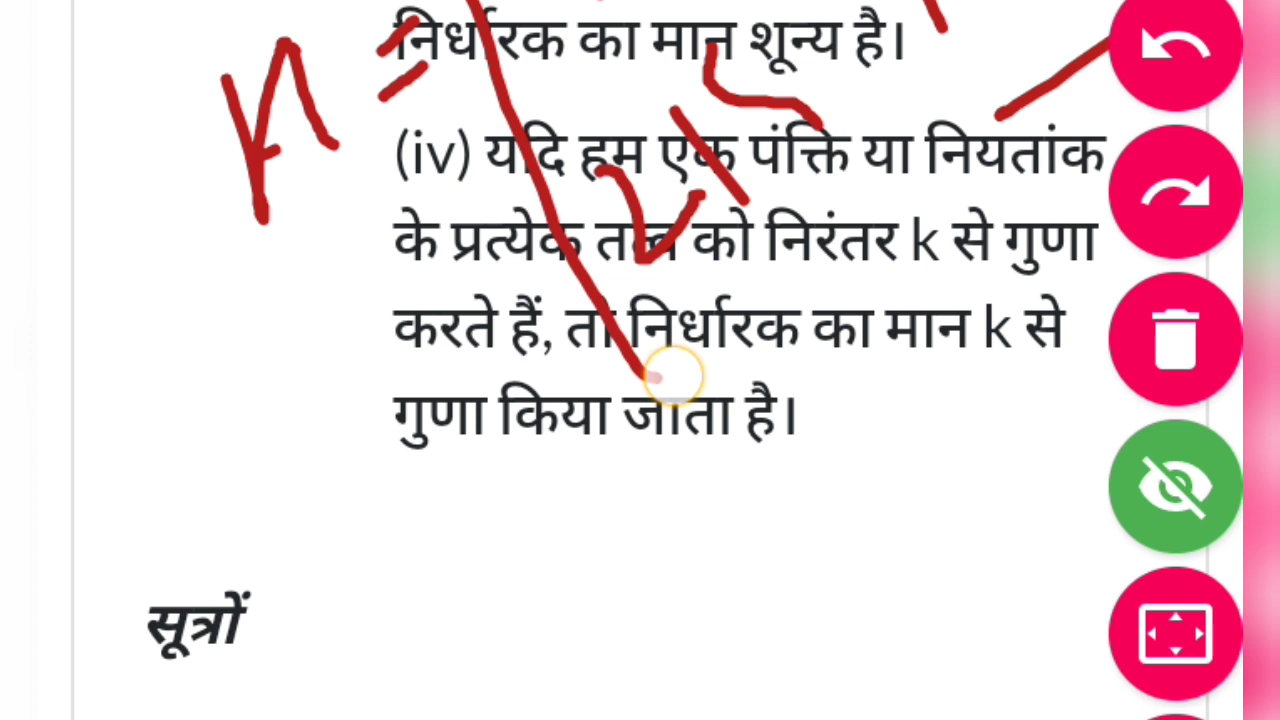 निर्धारक का मान शून्य है।
(iv) यदि हम एक पंक्ति या नियतांक
के प्रत्येक तत्व को निरंतर k से गुणा
करते हैं, तो निर्धारक का मान k से
गुणा किया जाता है।
सूत्रों